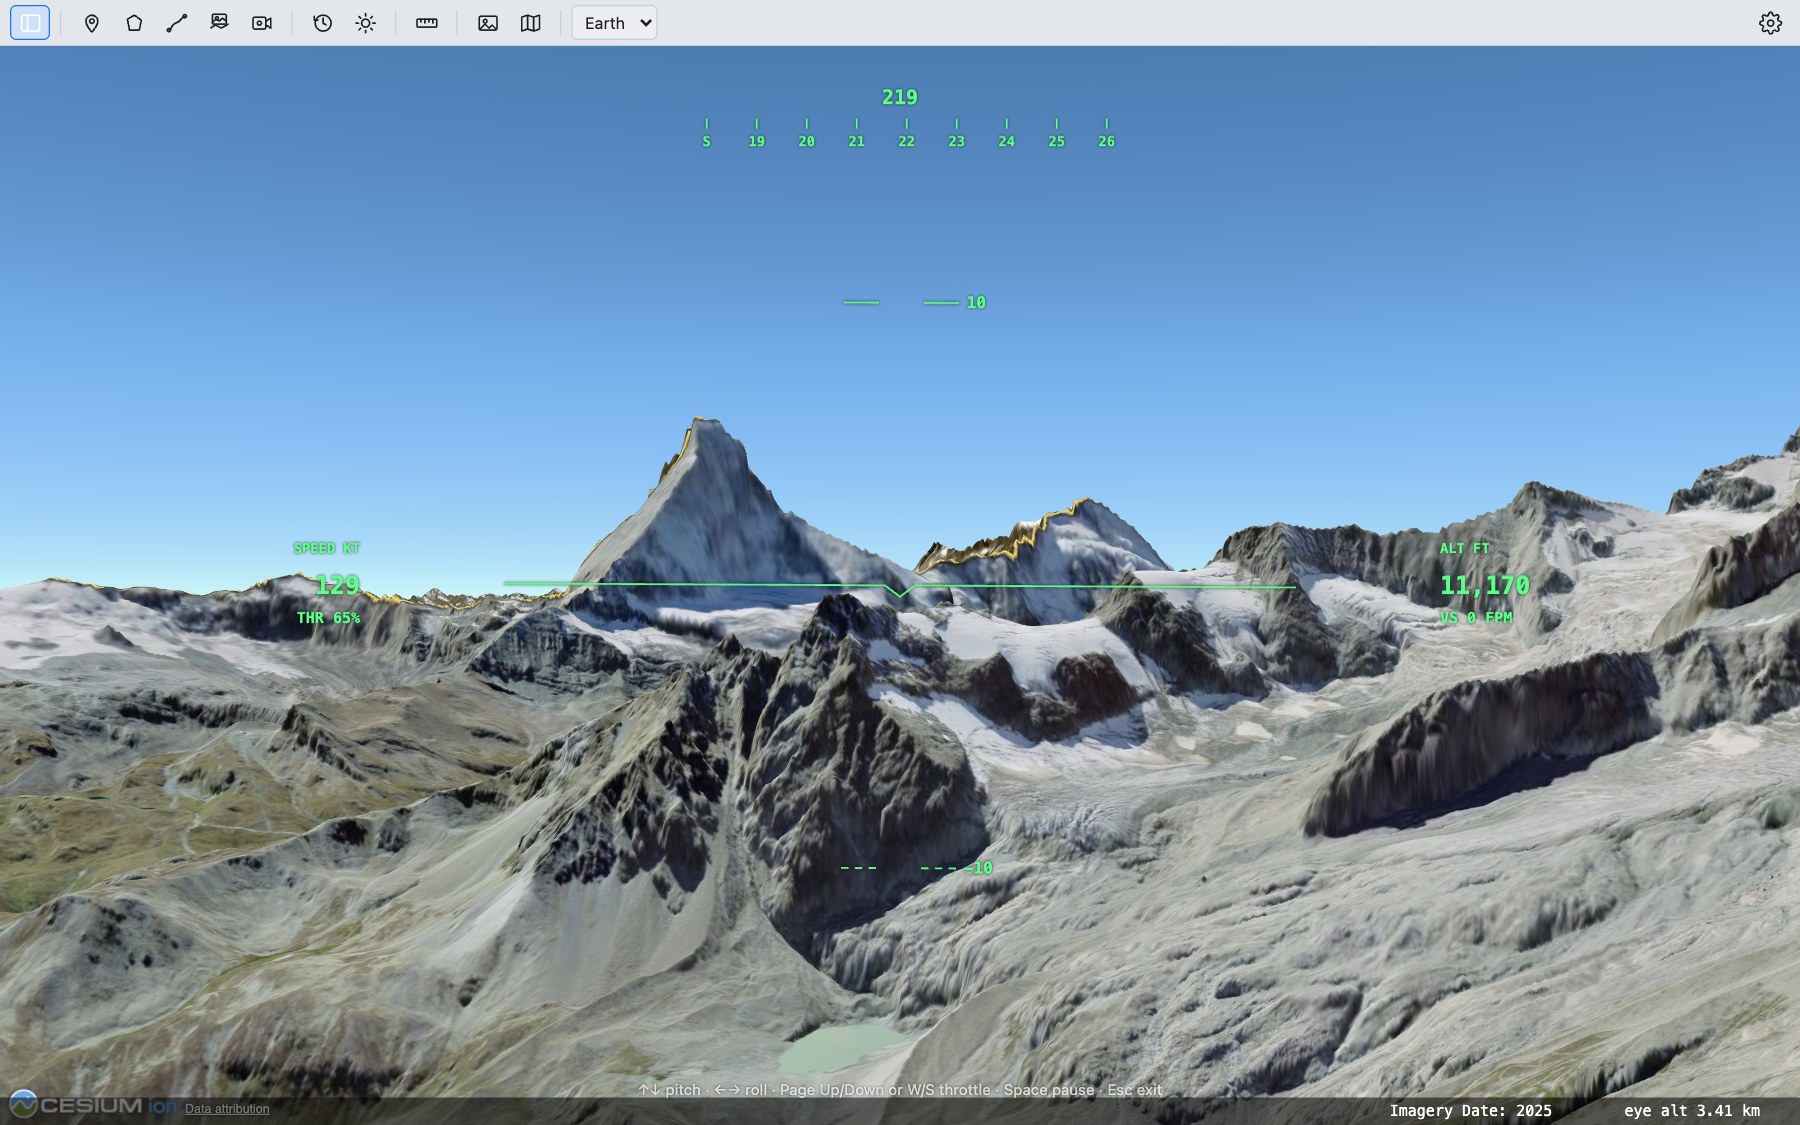 Earth
219
S 19 20 21 22 23 24 25 26
10
SPEED KT
129
THR 65%
ALT FT
11,170
VS 0 FPM
-10
↑↓ pitch · ←→ roll · Page Up/Down or W/S throttle · Space pause · Esc exit
CESIUM ion Data attribution
Imagery Date: 2025 eye alt 3.41 km